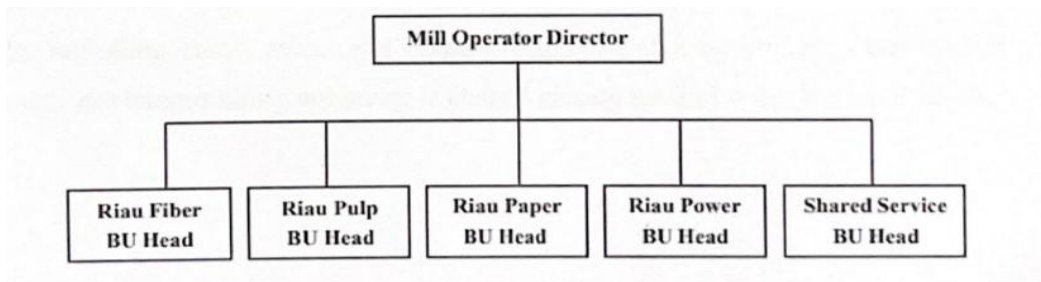 Mill Operator Director
Riau Fiber
BU Head
Riau Pulp
BU Head
Riau Paper
BU Head
Riau Power
BU Head
Shared Service
BU Head